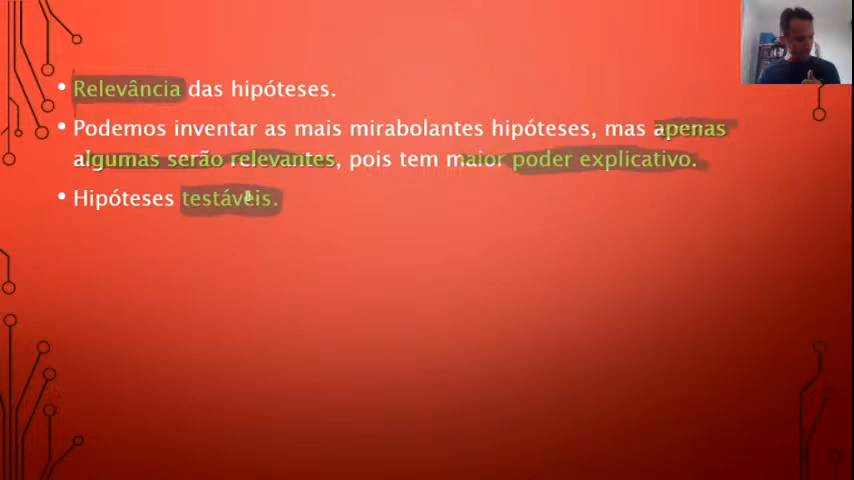 • Relevância das hipóteses.
• Podemos inventar as mais mirabolantes hipóteses, mas apenas
algumas serão relevantes, pois tem maior poder explicativo.
• Hipóteses testáveis.